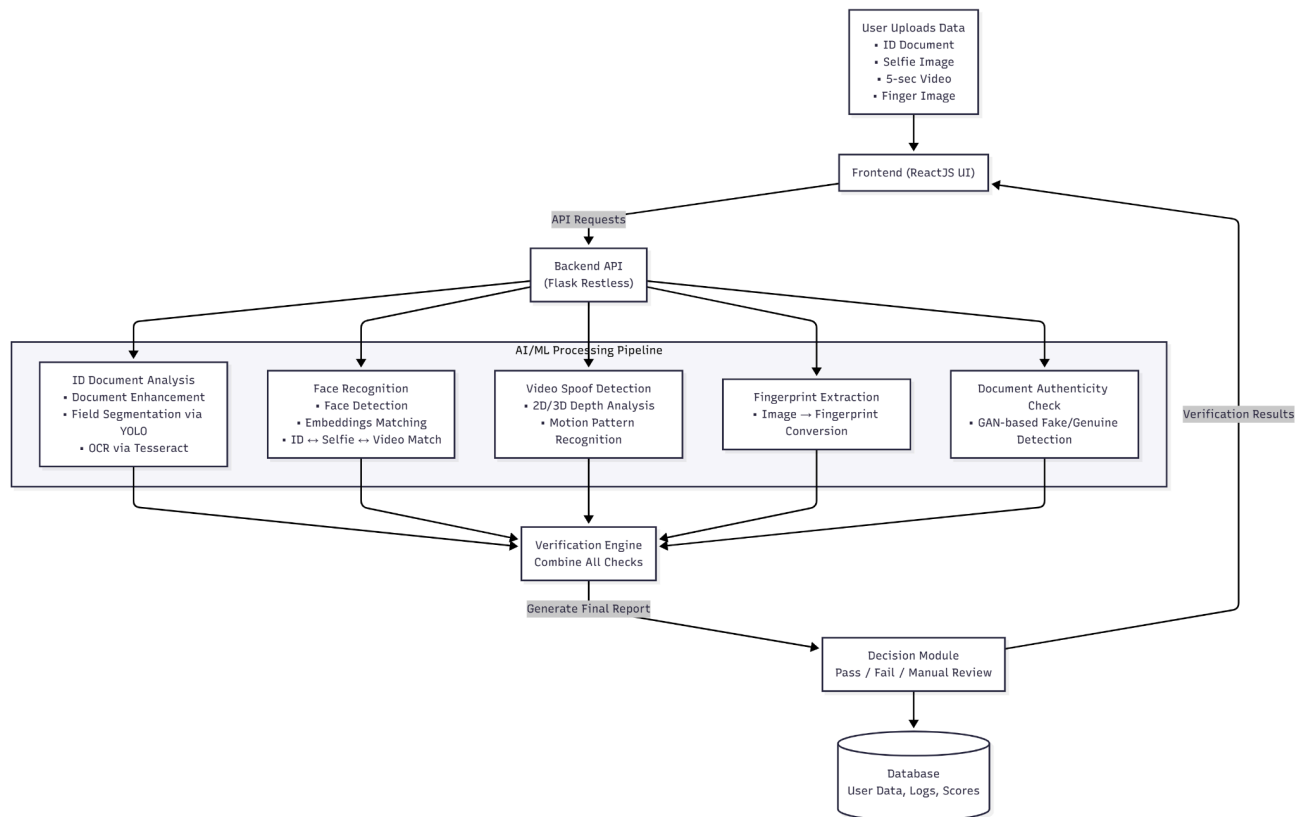 User Uploads Data
▪ ID Document
▪ Selfie Image
▪ 5-sec Video
▪ Finger Image
Frontend (ReactJS UI)
API Requests
Backend API
(Flask Restless)
AI/ML Processing Pipeline
ID Document Analysis
▪ Document Enhancement
▪ Field Segmentation via
YOLO
▪ OCR via Tesseract
Face Recognition
▪ Face Detection
▪ Embeddings Matching
▪ ID ↔ Selfie ↔ Video Match
Video Spoof Detection
▪ 2D/3D Depth Analysis
▪ Motion Pattern
Recognition
Fingerprint Extraction
▪ Image → Fingerprint
Conversion
Document Authenticity
Check
▪ GAN-based Fake/Genuine
Detection
Verification Results
Verification Engine
Combine All Checks
Generate Final Report
Decision Module
Pass / Fail / Manual Review
Database
User Data, Logs, Scores